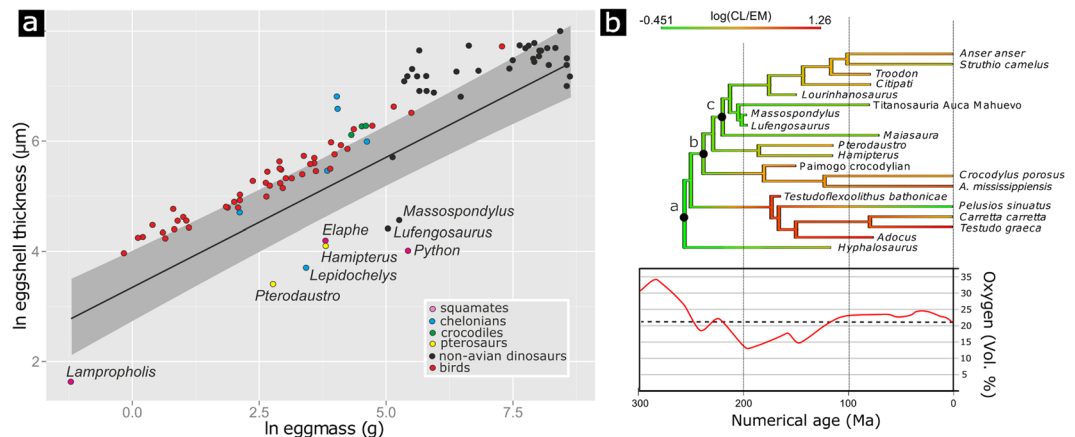 a
ln eggshell thickness (µm)
8
6
4
2
Massospondylus
Elaphe
Lufengosaurus
Hamipterus
Python
Lepidochelys
Pterodaustro
Lampropholis
squamates
chelonians
crocodiles
pterosaurs
non-avian dinosaurs
birds
0.0 2.5 5.0 7.5
ln eggmass (g)
b
log(CL/EM)
-0.451 1.26
Anser anser
Struthio camelus
Troodon
Citipati
Lourinhanosaurus
c
Titanosauria Auca Mahuevo
Massospondylus
Lufengosaurus
Maiasaura
b
Pterodaustro
Hamipterus
Paimogo crocodylian
Crocodylus porosus
A. mississippiensis
Testudoflexolithus bathonicae
a
Pelusios sinuatus
Carretta carretta
Testudo graeca
Adocus
Hyphalosaurus
35
30
25
20
15
10
5
Oxygen (Vol. %)
300 200 100 0
Numerical age (Ma)